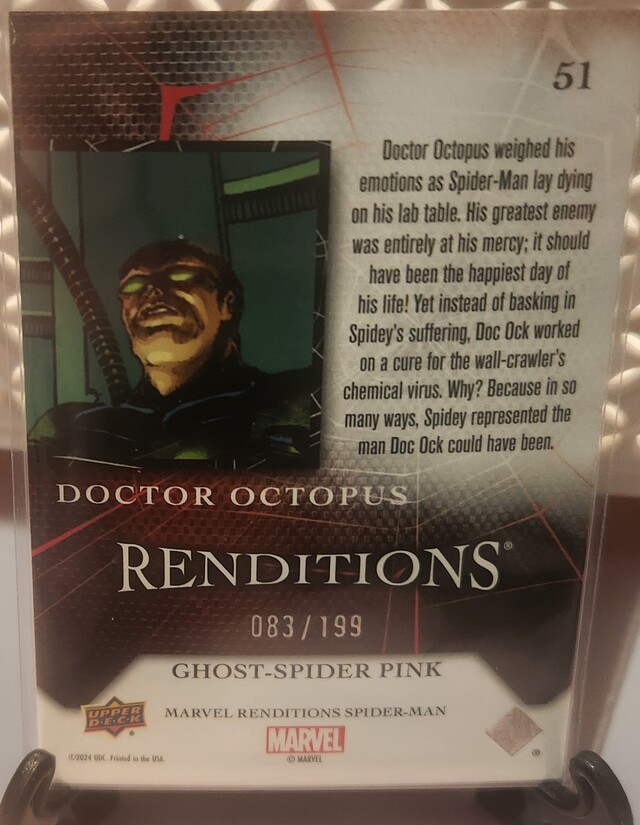 51
Doctor Octopus weighed his
emotions as Spider-Man lay dying
on his lab table. His greatest enemy
was entirely at his mercy; it should
have been the happiest day of
his life! Yet instead of basking in
Spidey's suffering, Doc Ock worked
on a cure for the wall-crawler's
chemical virus. Why? Because in so
many ways, Spidey represented the
man Doc Ock could have been.
DOCTOR OCTOPUS
RENDITIONS®
083/199
GHOST-SPIDER PINK
UPPER
D·E·C·K
MARVEL RENDITIONS SPIDER-MAN
MARVEL
© MARVEL
©2024 UDC. Printed in the USA.